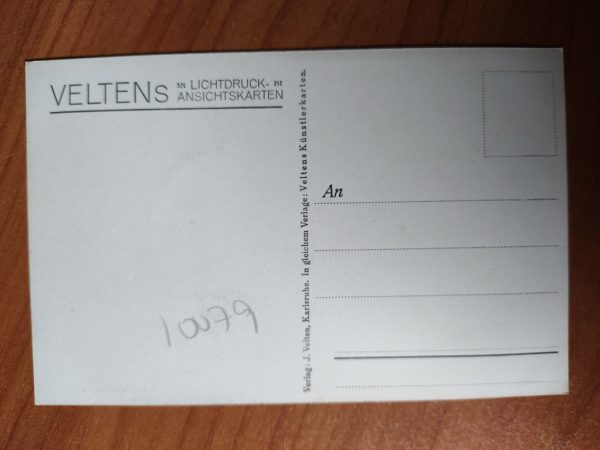 VELTENs
LICHTDRUCK-
ANSICHTSKARTEN
Verlag: J. Velten, Karlsruhe. In gleichem Verlage: Veltens Künstlerkarten.
An
10079